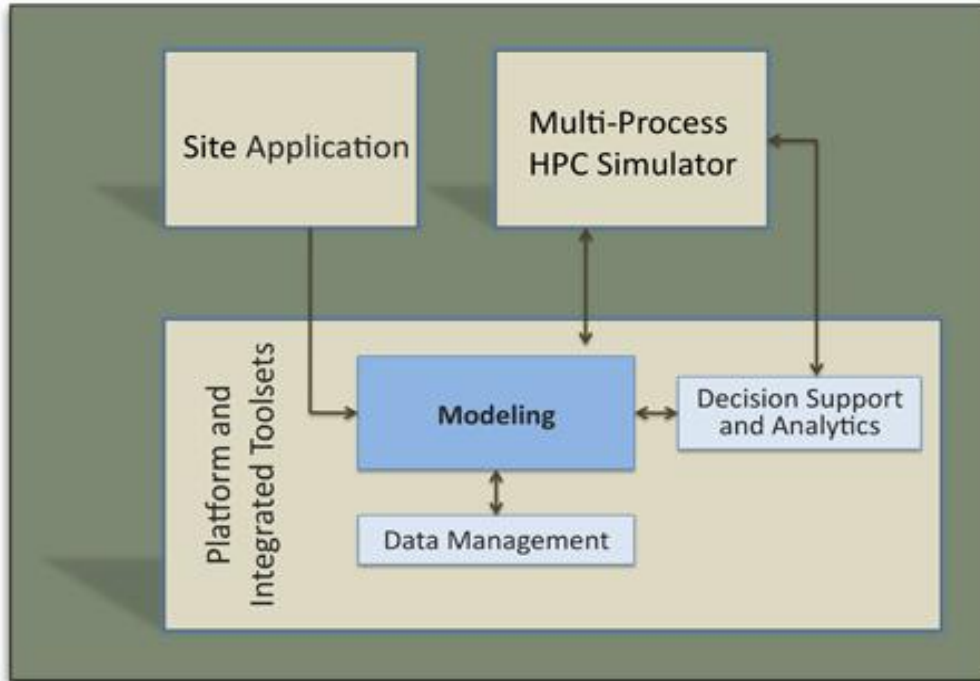 Site Application
Multi-Process
HPC Simulator
Platform and
Integrated Toolsets
Modeling
Decision Support
and Analytics
Data Management